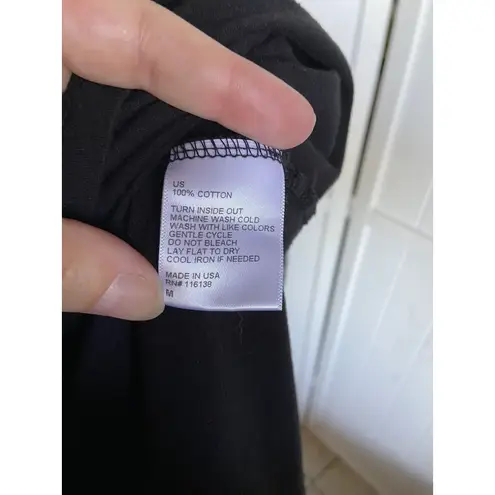 US
100% COTTON
TURN INSIDE OUT
MACHINE WASH COLD
WASH WITH LIKE COLORS
GENTLE CYCLE
DO NOT BLEACH
LAY FLAT TO DRY
COOL IRON IF NEEDED
MADE IN USA
RN# 116138
M